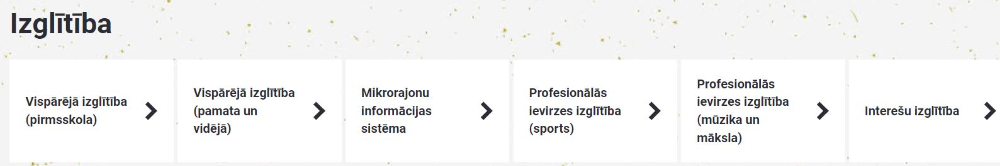 Izglītība
Vispārējā izglītība
(pirmsskola)
Vispārējā izglītība
(pamata un
vidējā)
Mikrorajonu
informācijas
sistēma
Profesionālās
ievirzes izglītība
(sports)
Profesionālās
ievirzes izglītība
(mūzika un
māksla)
Interešu izglītība